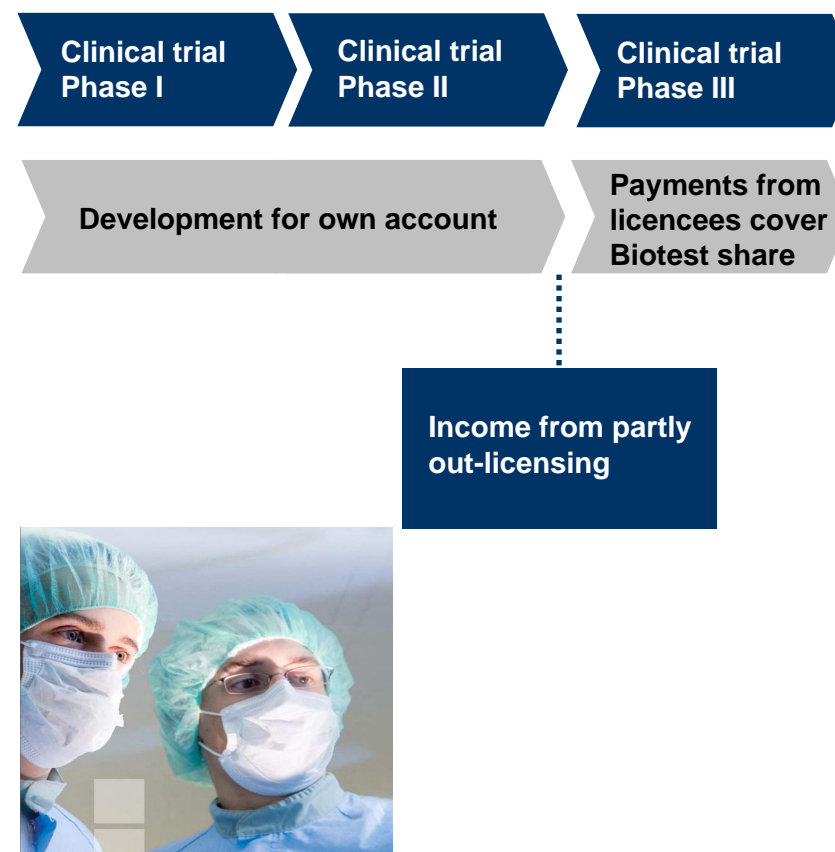 Clinical trial
Phase I
Clinical trial
Phase II
Clinical trial
Phase III
Development for own account
Payments from
licencees cover
Biotest share
Income from partly
out-licensing